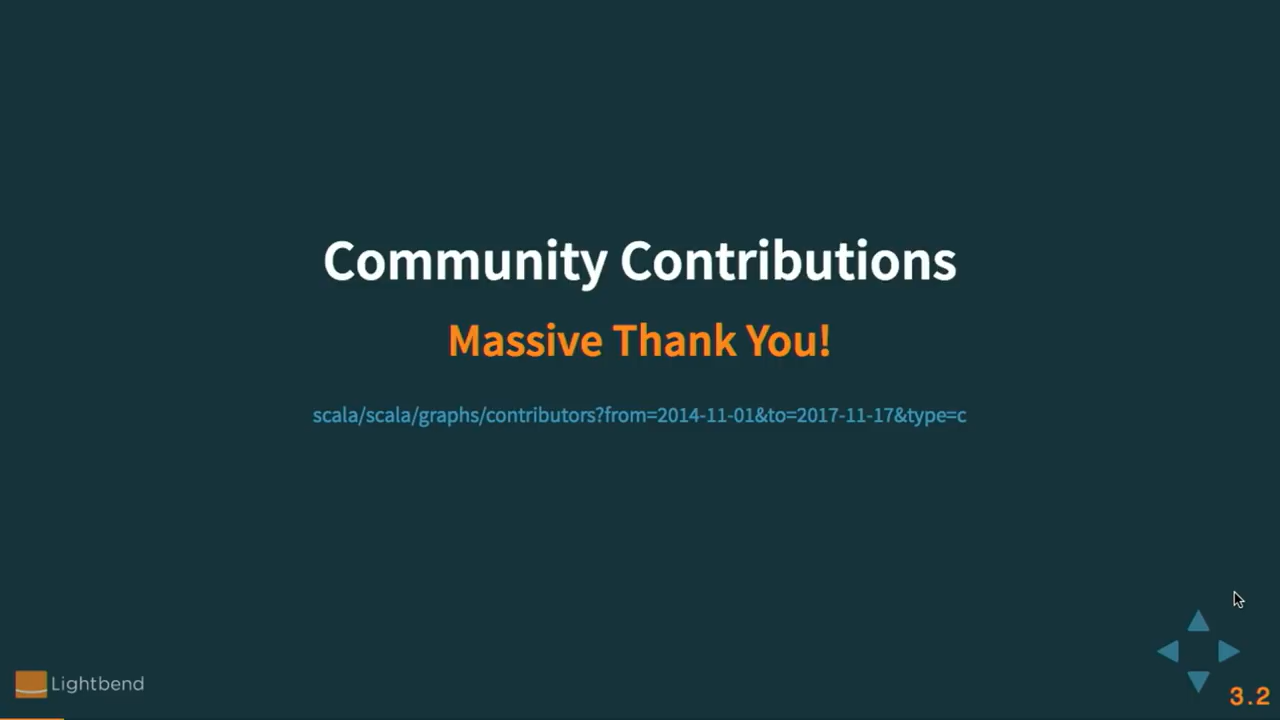 Community Contributions
Massive Thank You!
scala/scala/graphs/contributors?from=2014-11-01&to=2017-11-17&type=c
Lightbend
3.2